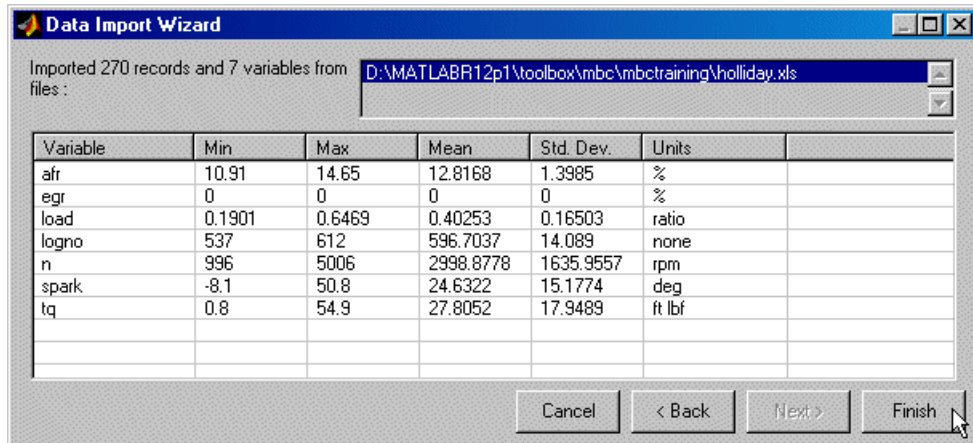 Data Import Wizard
Imported 270 records and 7 variables from
files :
D:\MATLABR12p1\toolbox\mbc\mbctraining\holliday.xls
Variable Min Max Mean Std. Dev. Units
afr 10.91 14.65 12.8168 1.3985 %
egr 0 0 0 0 %
load 0.1901 0.6469 0.40253 0.16503 ratio
logno 537 612 596.7037 14.089 none
n 996 5006 2998.8778 1635.9557 rpm
spark -8.1 50.8 24.6322 15.1774 deg
tq 0.8 54.9 27.8052 17.9489 ft lbf
Cancel < Back Next > Finish